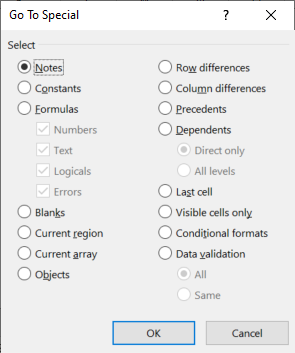 Go To Special
?
Select
Notes
Constants
Formulas
Numbers
Text
Logicals
Errors
Blanks
Current region
Current array
Objects
Row differences
Column differences
Precedents
Dependents
Direct only
All levels
Last cell
Visible cells only
Conditional formats
Data validation
All
Same
OK
Cancel